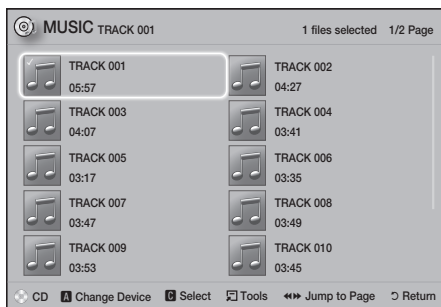 MUSIC TRACK 001 1 files selected 1/2 Page
TRACK 001
05:57
TRACK 002
04:27
TRACK 003
04:07
TRACK 004
03:41
TRACK 005
03:17
TRACK 006
03:35
TRACK 007
03:47
TRACK 008
03:49
TRACK 009
03:53
TRACK 010
03:45
CD A Change Device C Select Tools Jump to Page Return